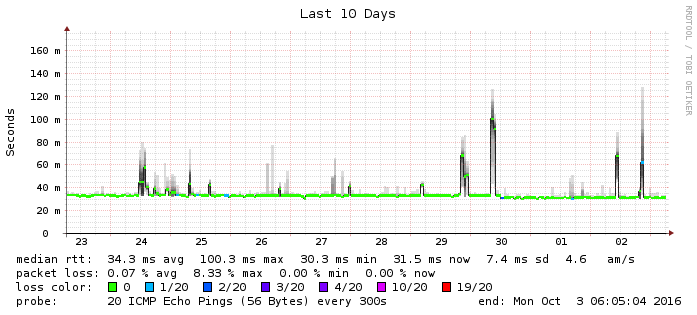 Last 10 Days
RRDTOOL / TOBI OETIKER
Seconds
160 m
140 m
120 m
100 m
80 m
60 m
40 m
20 m
0
23 24 25 26 27 28 29 30 01 02
median rtt: 34.3 ms avg 100.3 ms max 30.3 ms min 31.5 ms now 7.4 ms sd 4.6 am/s
packet loss: 0.07 % avg 8.33 % max 0.00 % min 0.00 % now
loss color: 0 1/20 2/20 3/20 4/20 10/20 19/20
probe: 20 ICMP Echo Pings (56 Bytes) every 300s end: Mon Oct 3 06:05:04 2016